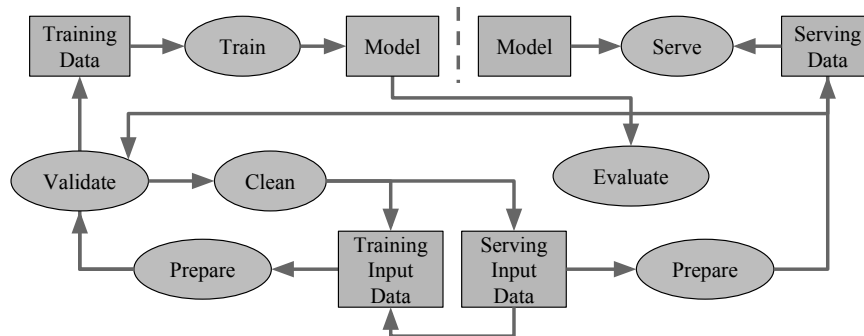 Training
Data
Train
Model
Model
Serve
Serving
Data
Validate
Clean
Evaluate
Prepare
Training
Input
Data
Serving
Input
Data
Prepare